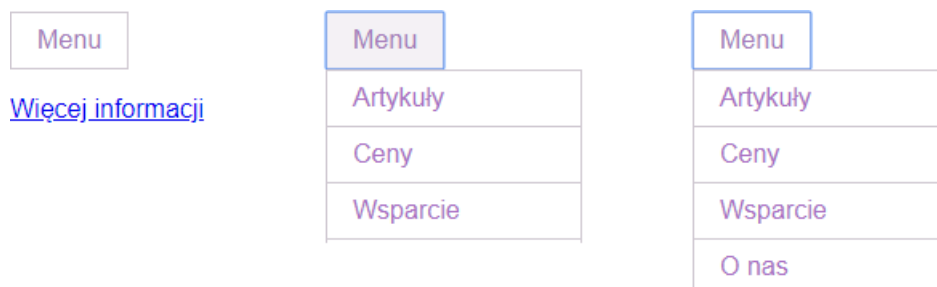 Menu
Więcej informacji
Menu
Artykuły
Ceny
Wsparcie
Menu
Artykuły
Ceny
Wsparcie
O nas